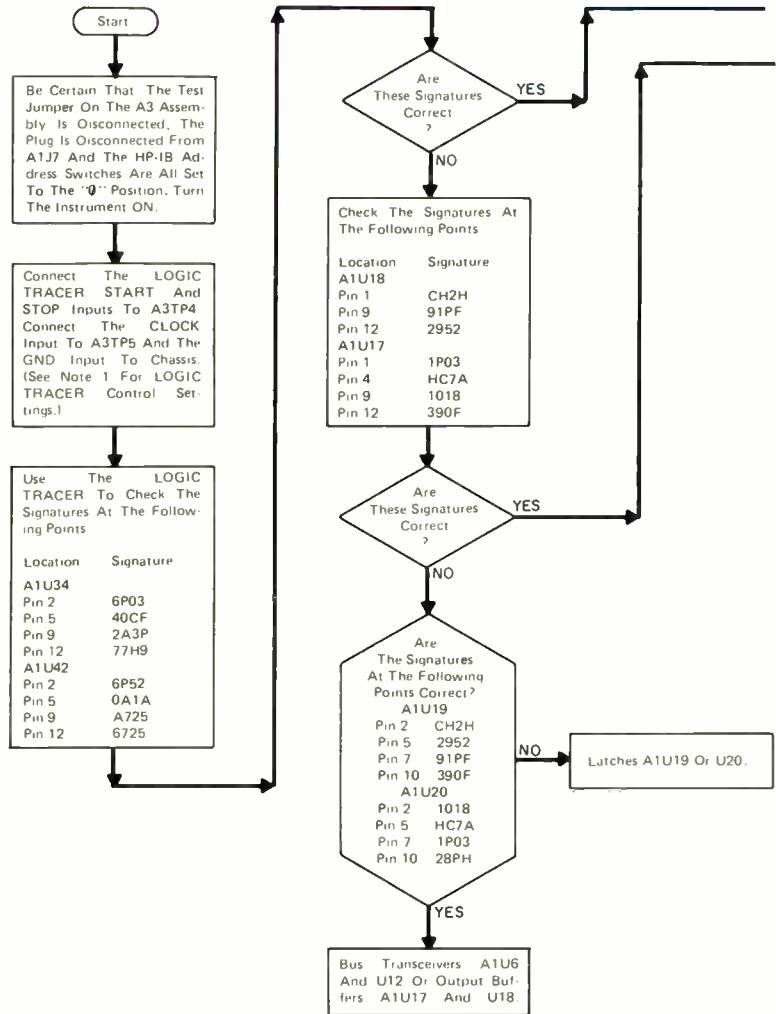 Start
Be Certain That The Test
Jumper On The A3 Assem-
bly Is Disconnected, The
Plug Is Disconnected From
A1J7 And The HP-IB Ad-
dress Switches Are All Set
To The "0" Position. Turn
The Instrument ON.
Connect The LOGIC
TRACER START And
STOP Inputs To A3TP4
Connect The CLOCK
Input To A3TP5 And The
GND Input To Chassis.
(See Note 1 For LOGIC
TRACER Control Set-
tings.)
Use The LOGIC
TRACER To Check The
Signatures At The Follow-
ing Points
Location Signature
A1U34
Pin 2 6P03
Pin 5 40CF
Pin 9 2A3P
Pin 12 77H9
A1U42
Pin 2 6P52
Pin 5 0A1A
Pin 9 A725
Pin 12 6725
Are
These Signatures
Correct
?
YES
NO
Check The Signatures At
The Following Points
Location Signature
A1U18
Pin 1 CH2H
Pin 9 91PF
Pin 12 2952
A1U17
Pin 1 1P03
Pin 4 HC7A
Pin 9 1018
Pin 12 390F
Are
These Signatures
Correct
?
YES
NO
Are
The Signatures
At The Following
Points Correct?
A1U19
Pin 2 CH2H
Pin 5 2952
Pin 7 91PF
Pin 10 390F
A1U20
Pin 2 1018
Pin 5 HC7A
Pin 7 1P03
Pin 10 28PH
NO
Latches A1U19 Or U20.
YES
Bus Transceivers A1U6
And U12 Or Output Buf-
fers A1U17 And U18.